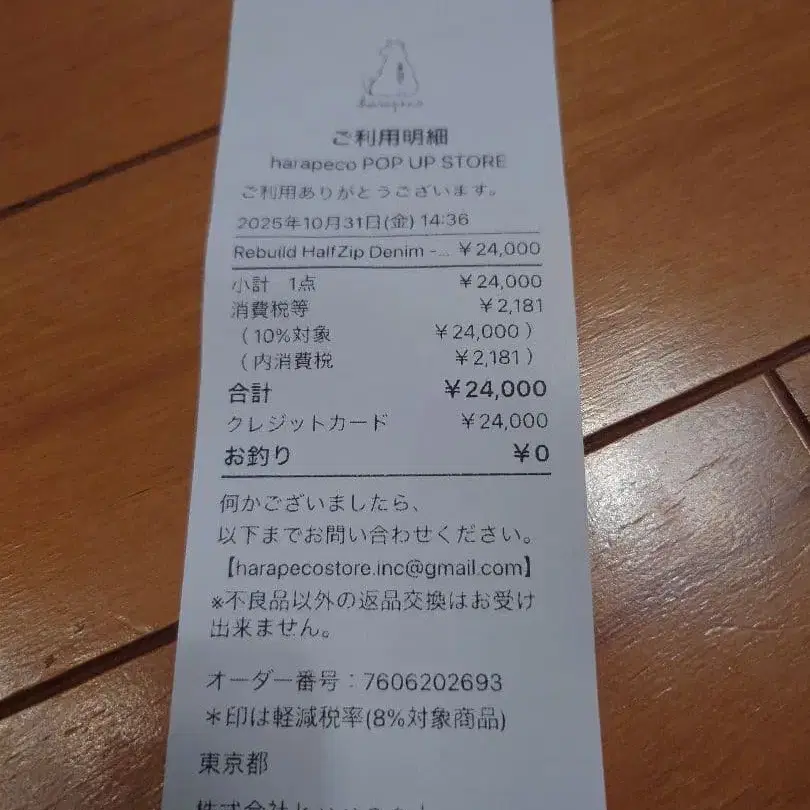 harapeco
ご利用明細
harapeco POP UP STORE
ご利用ありがとうございます。
2025年10月31日(金) 14:36
Rebuild HalfZip Denim -... ￥24,000
小計 1点 ￥24,000
消費税等 ￥2,181
（10%対象 ￥24,000）
（内消費税 ￥2,181）
合計 ￥24,000
クレジットカード ￥24,000
お釣り ￥0
何かございましたら、
以下までお問い合わせください。
【harapecostore.inc@gmail.com】
※不良品以外の返品交換はお受け
出来ません。
オーダー番号：7606202693
＊印は軽減税率(8%対象商品)
東京都
株式会社